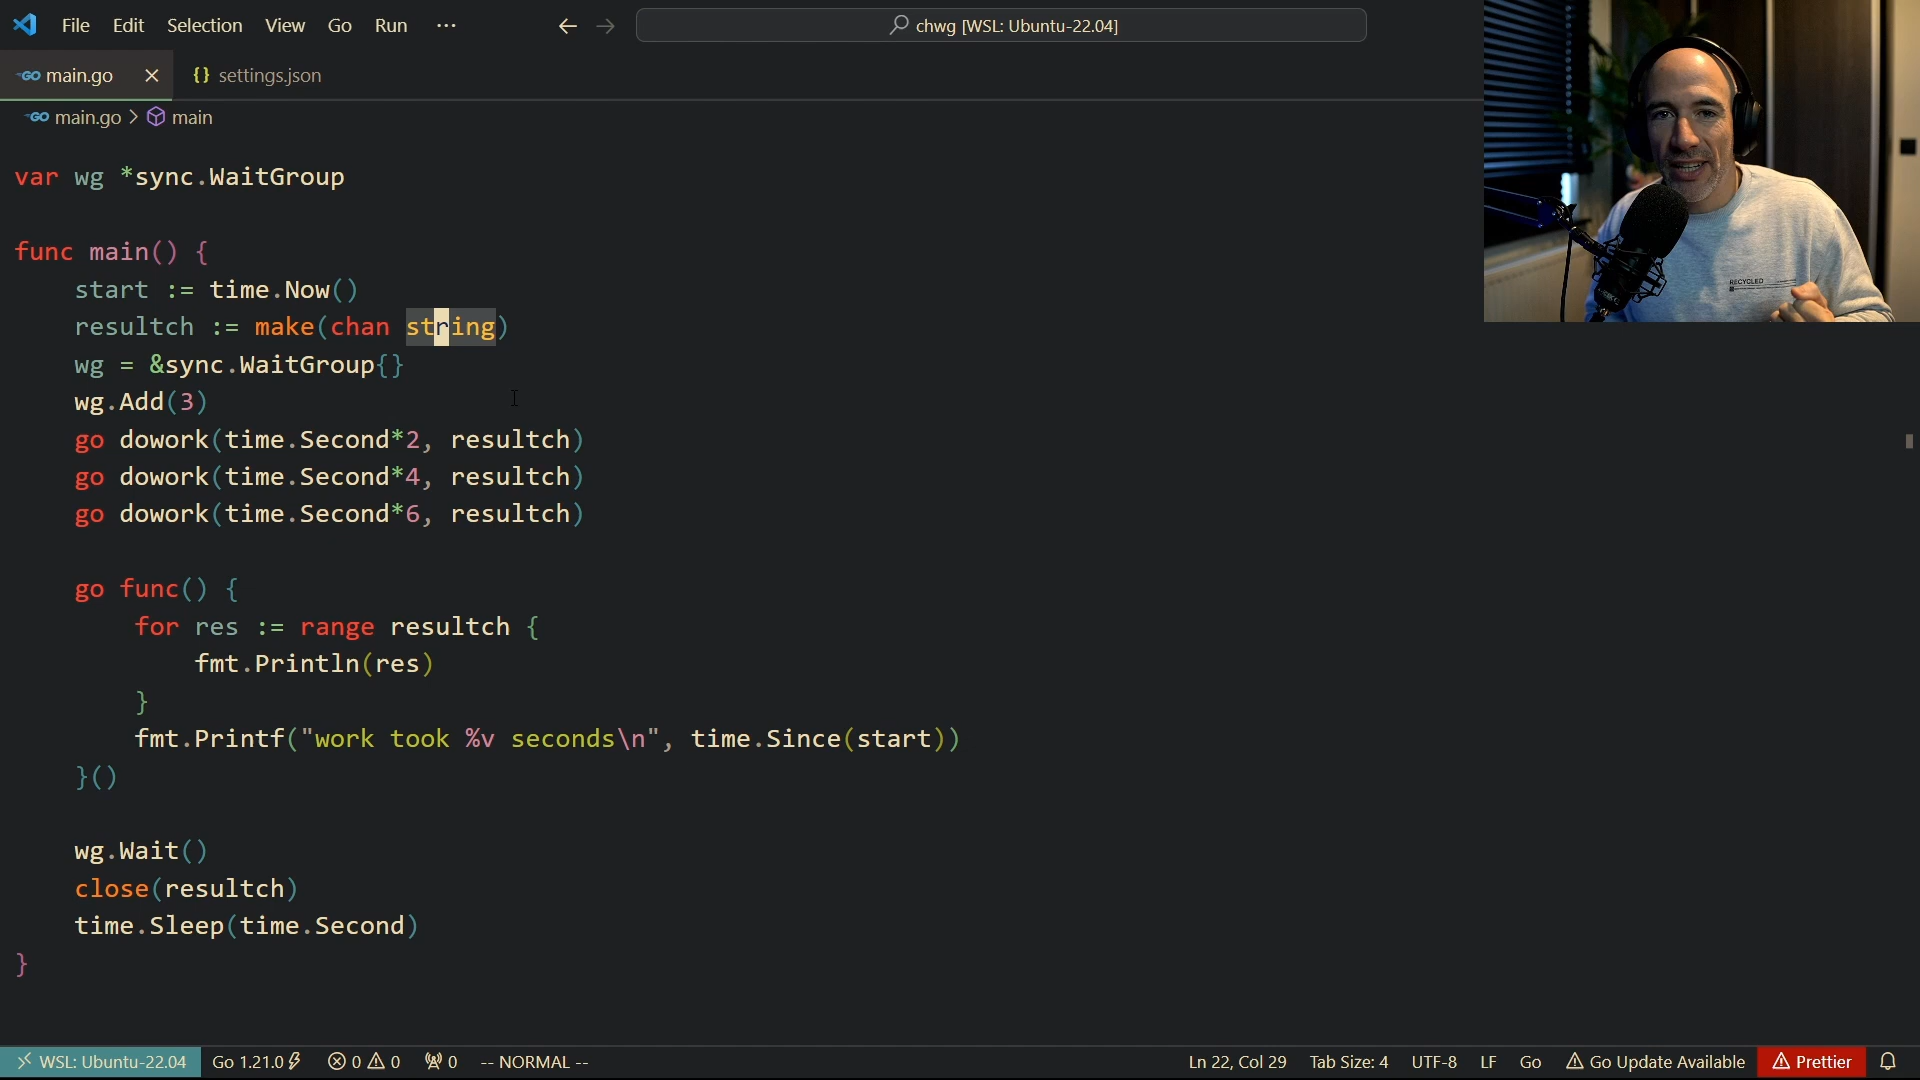 File Edit Selection View Go Run ···
chwg [WSL: Ubuntu-22.04]
GO main.go
{} settings.json
GO main.go > main
var wg *sync.WaitGroup
func main() {
start := time.Now()
resultch := make(chan string)
wg = &sync.WaitGroup{}
wg.Add(3)
go dowork(time.Second*2, resultch)
go dowork(time.Second*4, resultch)
go dowork(time.Second*6, resultch)
go func() {
for res := range resultch {
fmt.Println(res)
}
fmt.Printf("work took %v seconds\n", time.Since(start))
}()
wg.Wait()
close(resultch)
time.Sleep(time.Second)
}
WSL: Ubuntu-22.04 Go 1.21.0 0 0 0 -- NORMAL -- Ln 22, Col 29 Tab Size: 4 UTF-8 LF Go Go Update Available Prettier
RECYCLED